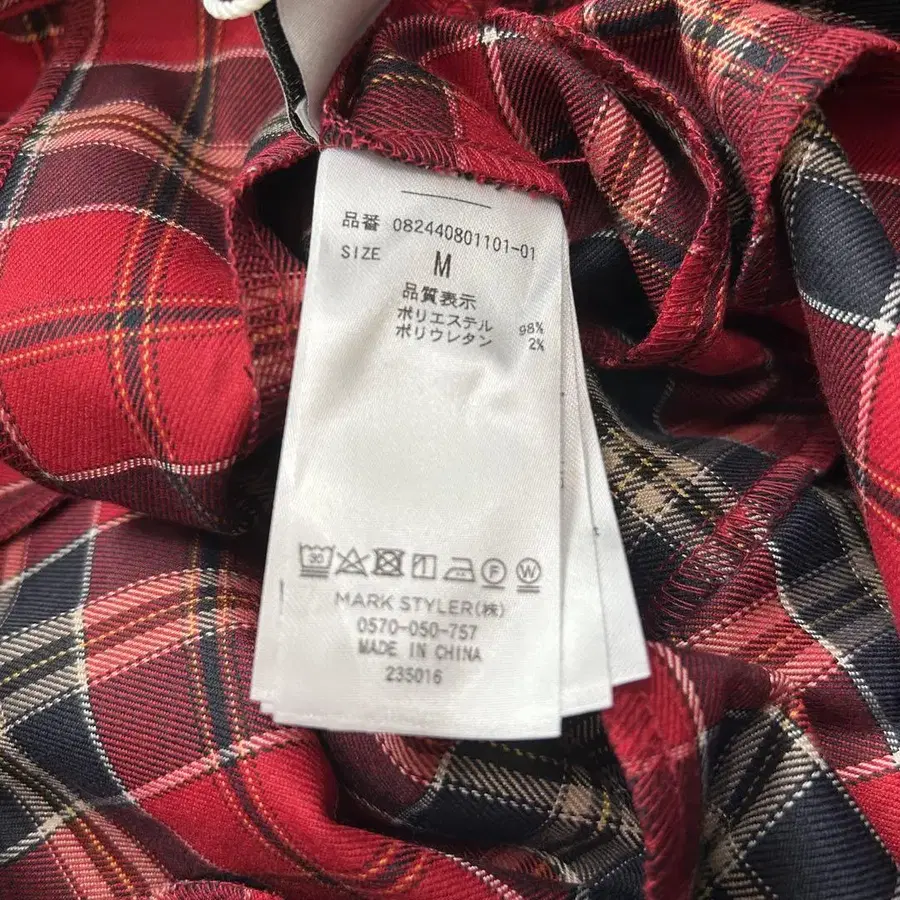 品番 082440801101-01
SIZE M
品質表示
ポリエステル 98%
ポリウレタン 2%
30
F W
MARK STYLER(株)
0570-050-757
MADE IN CHINA
235016